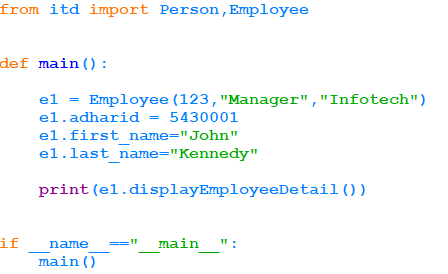 from itd import Person,Employee
def main():
e1 = Employee(123,"Manager","Infotech")
e1.adharid = 5430001
e1.first_name="John"
e1.last_name="Kennedy"
print(e1.displayEmployeeDetail())
if __name__=="__main__":
main()